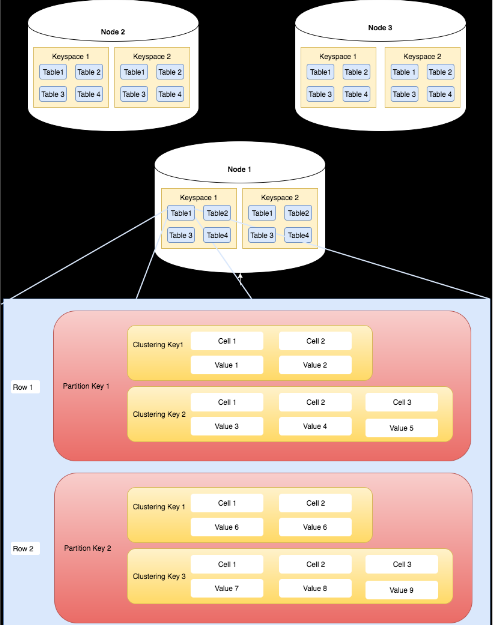 Node 2
Node 3
Keyspace 1
Keyspace 2
Table1
Table 2
Table1
Table 2
Table 3
Table 4
Table 3
Table 4
Keyspace 1
Keyspace 2
Table1
Table 2
Table 1
Table 2
Table 3
Table 4
Table 3
Table 4
Node 1
Keyspace 1
Keyspace 2
Table1
Table2
Table1
Table2
Table 3
Table4
Table 3
Table4
Row 1
Partition Key 1
Clustering Key1
Cell 1
Cell 2
Value 1
Value 2
Clustering Key 2
Cell 1
Cell 2
Cell 3
Value 3
Value 4
Value 5
Row 2
Partition Key 2
Clustering Key 1
Cell 1
Cell 2
Value 6
Value 6
Clustering Key 3
Cell 1
Cell 2
Cell 3
Value 7
Value 8
Value 9